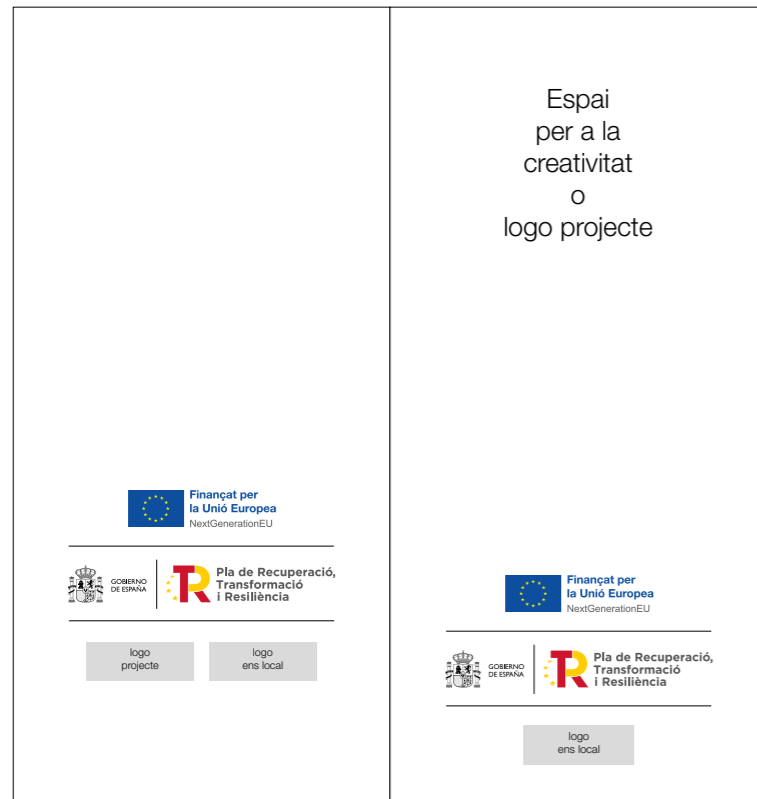 Finançat per
la Unió Europea
NextGenerationEU
GOBIERNO
DE ESPAÑA
Pla de Recuperació,
Transformació
i Resiliència
logo
projecte
logo
ens local
Espai
per a la
creativitat
o
logo projecte
Finançat per
la Unió Europea
NextGenerationEU
GOBIERNO
DE ESPAÑA
Pla de Recuperació,
Transformació
i Resiliència
logo
ens local